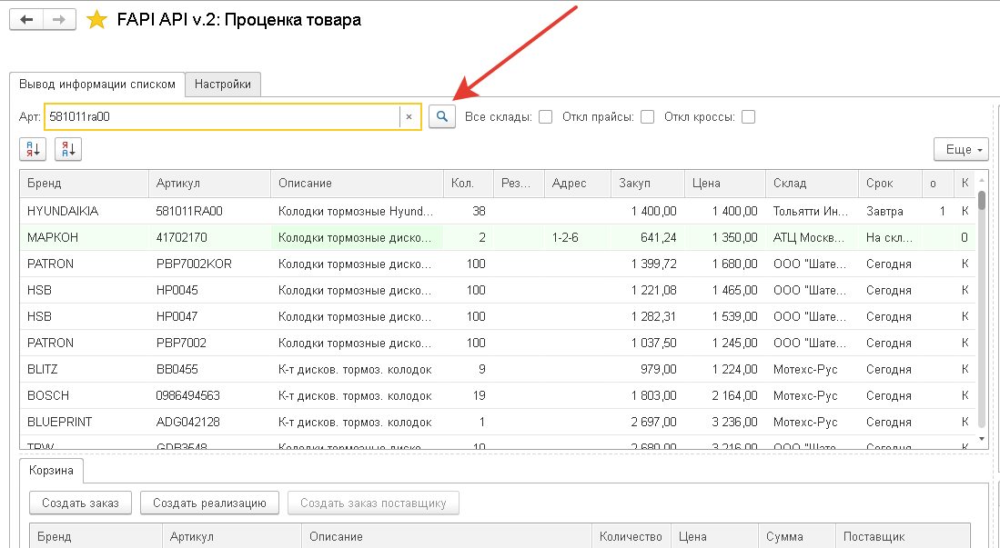 FAPI API v.2: Проценка товара
Вывод информации списком Настройки
Арт: 581011ra00 × Все склады: Откл прайсы: Откл кроссы:
А Я Я А Еще
Бренд Артикул Описание Кол. Рез... Адрес Закуп Цена Склад Срок о К
HYUNDAIKIA 581011RA00 Колодки тормозные Hyund... 38 1 400,00 1 400,00 Тольятти Ин... Завтра 1 К
МАРКОН 41702170 Колодки тормозные диско... 2 1-2-6 641,24 1 350,00 АТЦ Москв... На скл... 0
PATRON PBP7002KOR Колодки тормозные диско... 100 1 399,72 1 680,00 ООО "Шате... Сегодня К
HSB HP0045 Колодки тормозные диско... 100 1 221,08 1 465,00 ООО "Шате... Сегодня К
HSB HP0047 Колодки тормозные диско... 100 1 282,31 1 539,00 ООО "Шате... Сегодня К
PATRON PBP7002 Колодки тормозные диско... 100 1 037,50 1 245,00 ООО "Шате... Сегодня К
BLITZ BB0455 К-т дисков. тормоз. колодок 9 979,00 1 224,00 Мотехс-Рус Сегодня К
BOSCH 0986494563 К-т дисков. тормоз. колодок 19 1 803,00 2 164,00 Мотехс-Рус Сегодня К
BLUEPRINT ADG042128 К-т дисков. тормоз. колодок 1 2 697,00 3 236,00 Мотехс-Рус Сегодня К
TRW GDB3548 Колодки тормозные диско... 10 2 680,00 3 216,00 ООО "Шате... Сегодня К
Корзина
Создать заказ Создать реализацию Создать заказ поставщику
Бренд Артикул Описание Количество Цена Сумма Поставщик